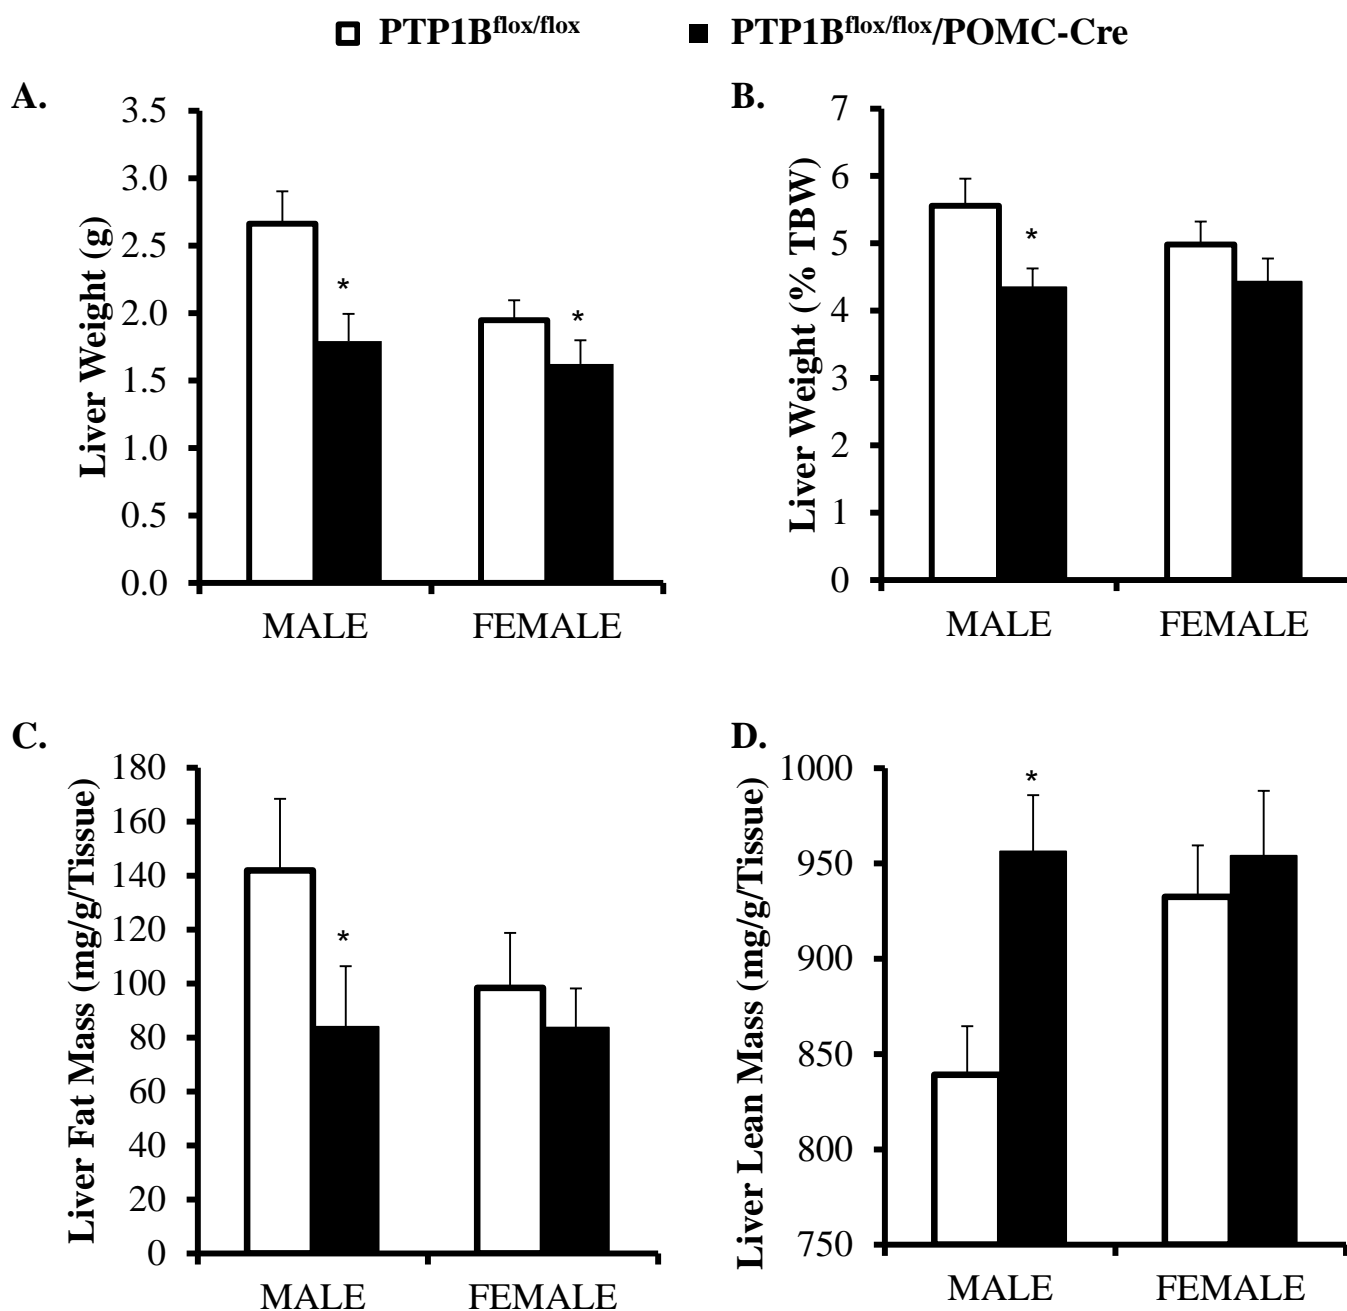 PTP1B^flox/flox PTP1B^flox/flox/POMC-Cre
A.
Liver Weight (g)
3.5
3.0
2.5
2.0
1.5
1.0
0.5
0.0
*
*
MALE FEMALE
B.
Liver Weight (% TBW)
7
6
5
4
3
2
1
0
*
MALE FEMALE
C.
Liver Fat Mass (mg/g/Tissue)
180
160
140
120
100
80
60
40
20
0
*
MALE FEMALE
D.
Liver Lean Mass (mg/g/Tissue)
1000
950
900
850
800
750
*
MALE FEMALE